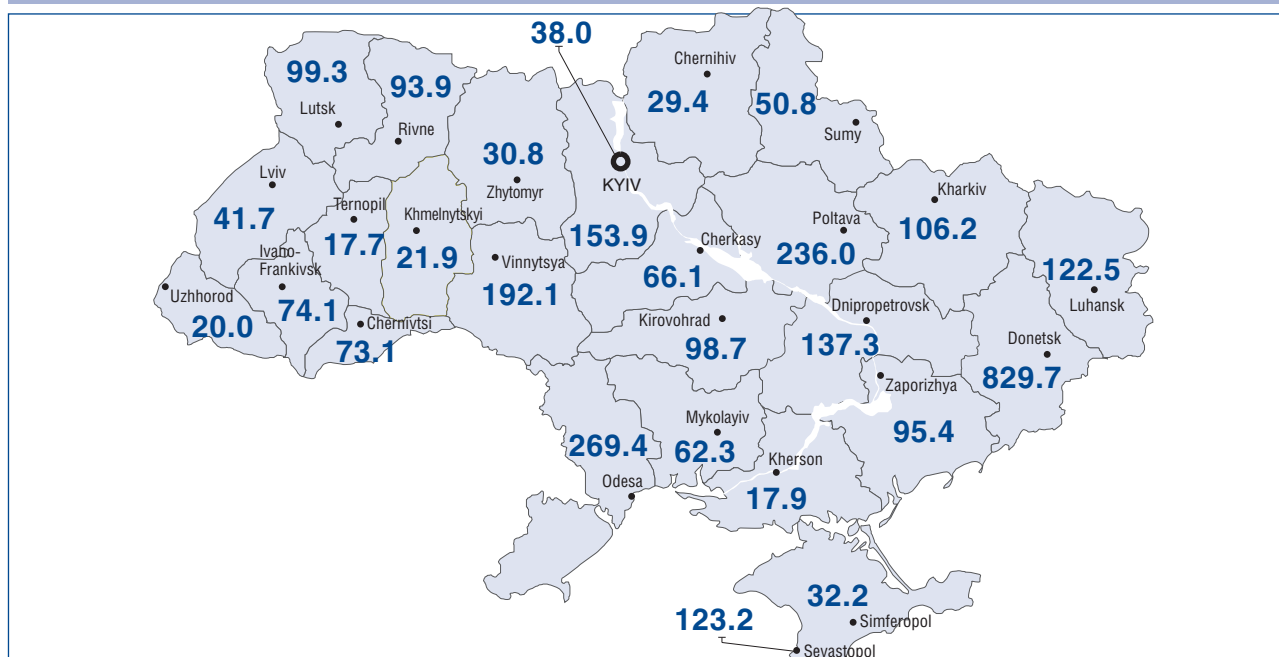 38.0
99.3
Lutsk
93.9
Rivne
Chernihiv
29.4
50.8
Sumy
30.8
Zhytomyr
KYIV
Lviv
41.7
Ternopil
17.7
Khmelnytskyi
21.9
153.9
Cherkasy
66.1
Poltava
236.0
Kharkiv
106.2
Ivano-
Frankivsk
74.1
Vinnytsya
192.1
122.5
Luhansk
Uzhhorod
20.0
Chernivtsi
73.1
Kirovohrad
98.7
Dnipropetrovsk
137.3
Donetsk
829.7
Zaporizhya
95.4
Mykolayiv
62.3
269.4
Odesa
Kherson
17.9
32.2
Simferopol
123.2
Sevastopol